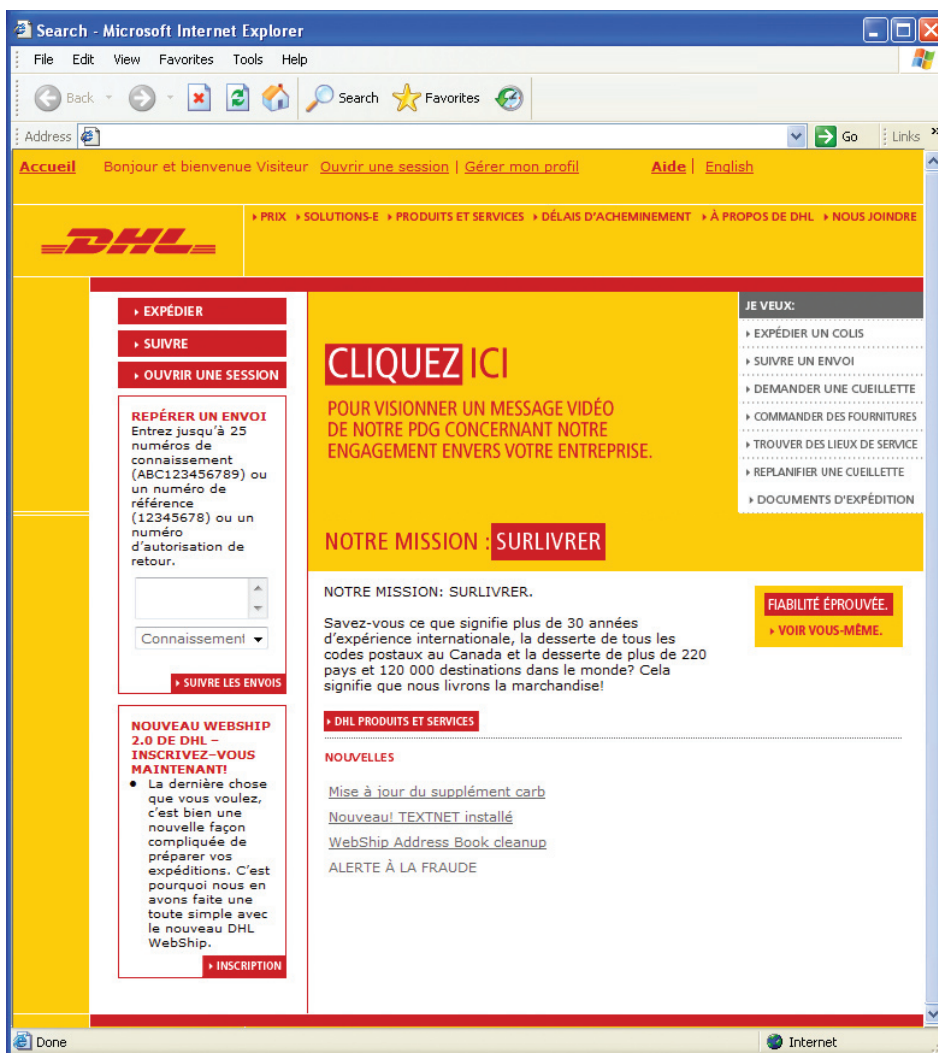 Search - Microsoft Internet Explorer
File Edit View Favorites Tools Help
Back Search Favorites
Address Go Links
Accueil Bonjour et bienvenue Visiteur Ouvrir une session | Gérer mon profil Aide | English
DHL
PRIX SOLUTIONS-E PRODUITS ET SERVICES DÉLAIS D'ACHEMINEMENT À PROPOS DE DHL NOUS JOINDRE
EXPÉDIER
SUIVRE
OUVRIR UNE SESSION
REPÉRER UN ENVOI
Entrez jusqu'à 25
numéros de
connaissement
(ABC123456789) ou
un numéro de
référence
(12345678) ou un
numéro
d'autorisation de
retour.
Connaissement
SUIVRE LES ENVOIS
NOUVEAU WEBSHIP
2.0 DE DHL –
INSCRIVEZ-VOUS
MAINTENANT!
• La dernière chose
que vous voulez,
c'est bien une
nouvelle façon
compliquée de
préparer vos
expéditions. C'est
pourquoi nous en
avons faite une
toute simple avec
le nouveau DHL
WebShip.
INSCRIPTION
CLIQUEZ ICI
POUR VISIONNER UN MESSAGE VIDÉO
DE NOTRE PDG CONCERNANT NOTRE
ENGAGEMENT ENVERS VOTRE ENTREPRISE.
NOTRE MISSION : SURLIVRER
NOTRE MISSION: SURLIVRER.
Savez-vous ce que signifie plus de 30 années
d'expérience internationale, la desserte de tous les
codes postaux au Canada et la desserte de plus de 220
pays et 120 000 destinations dans le monde? Cela
signifie que nous livrons la marchandise!
DHL PRODUITS ET SERVICES
NOUVELLES
Mise à jour du supplément carb
Nouveau! TEXTNET installé
WebShip Address Book cleanup
ALERTE À LA FRAUDE
JE VEUX:
EXPÉDIER UN COLIS
SUIVRE UN ENVOI
DEMANDER UNE CUEILLETTE
COMMANDER DES FOURNITURES
TROUVER DES LIEUX DE SERVICE
REPLANIFIER UNE CUEILLETTE
DOCUMENTS D'EXPÉDITION
FIABILITÉ ÉPROUVÉE.
VOIR VOUS-MÊME.
Done Internet